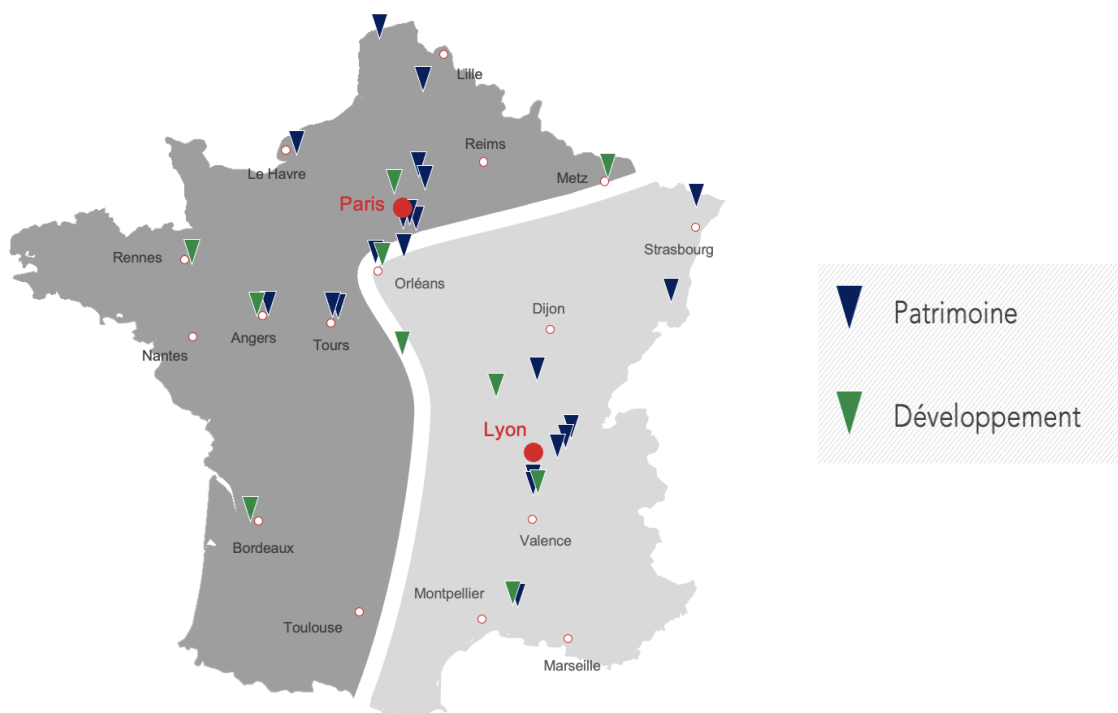 Lille
Reims
Le Havre
Metz
Paris
Strasbourg
Rennes
Orléans
Patrimoine
Dijon
Angers
Tours
Nantes
Développement
Lyon
Valence
Bordeaux
Montpellier
Toulouse
Marseille